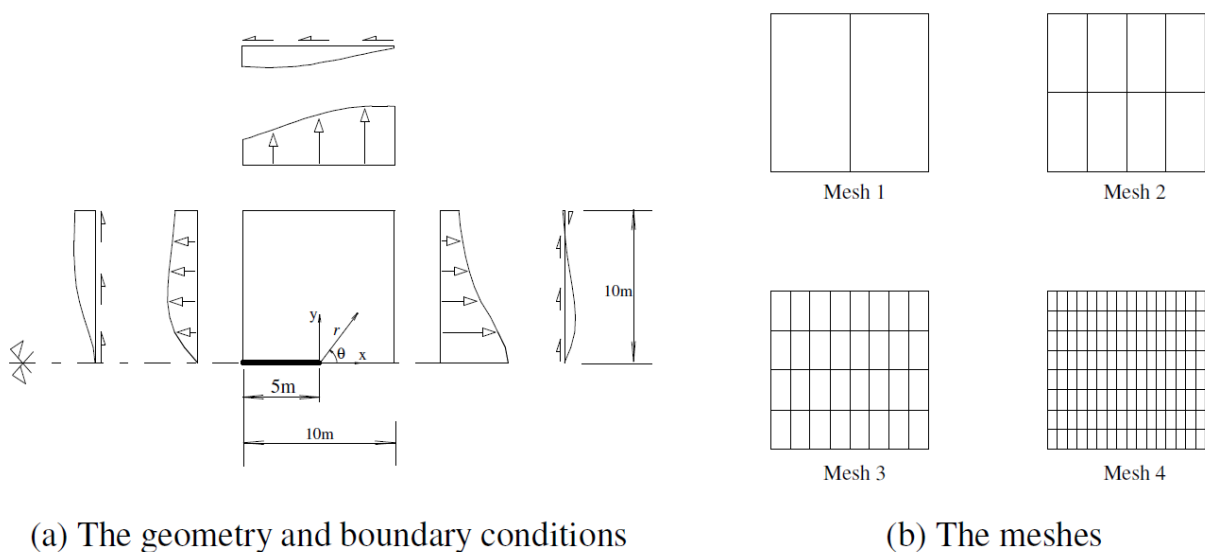 Mesh 1
Mesh 2
y
r
θ
x
10m
5m
10m
Mesh 3
Mesh 4
(a) The geometry and boundary conditions
(b) The meshes